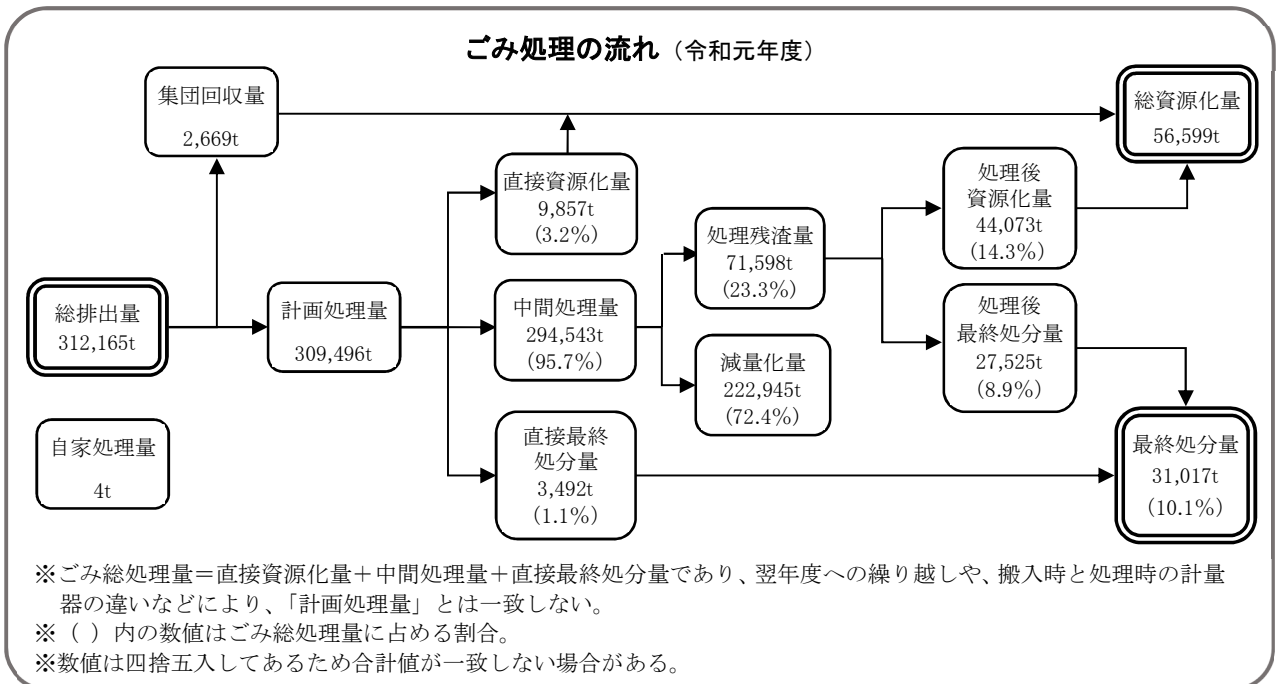 ごみ処理の流れ（令和元年度）
集団回収量
2,669t
総資源化量
56,599t
直接資源化量
9,857t
(3.2％)
処理後
資源化量
44,073t
(14.3％)
処理残渣量
71,598t
(23.3％)
総排出量
312,165t
計画処理量
309,496t
中間処理量
294,543t
(95.7％)
処理後
最終処分量
27,525t
(8.9％)
減量化量
222,945t
(72.4％)
自家処理量
4t
直接最終
処分量
3,492t
(1.1％)
最終処分量
31,017t
(10.1％)
※ごみ総処理量＝直接資源化量＋中間処理量＋直接最終処分量であり、翌年度への繰り越しや、搬入時と処理時の計量
器の違いなどにより、「計画処理量」とは一致しない。
※（ ）内の数値はごみ総処理量に占める割合。
※数値は四捨五入してあるため合計値が一致しない場合がある。